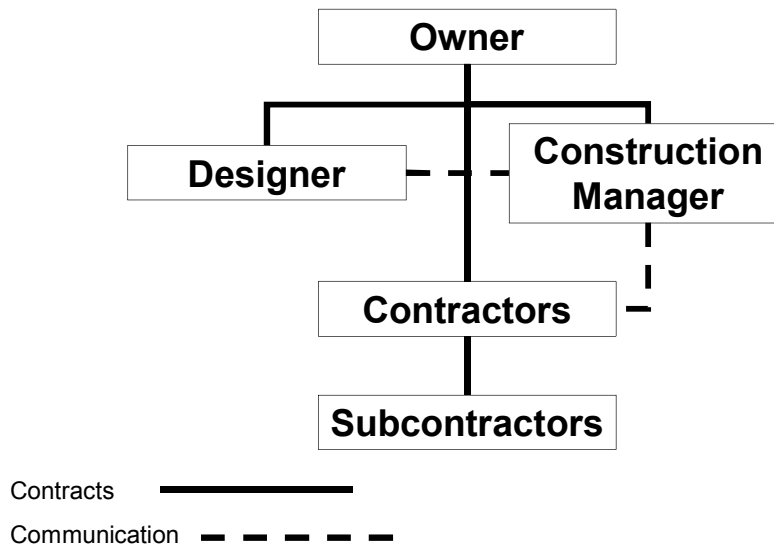 Owner
Designer
Construction
Manager
Contractors
Subcontractors
Contracts
Communication